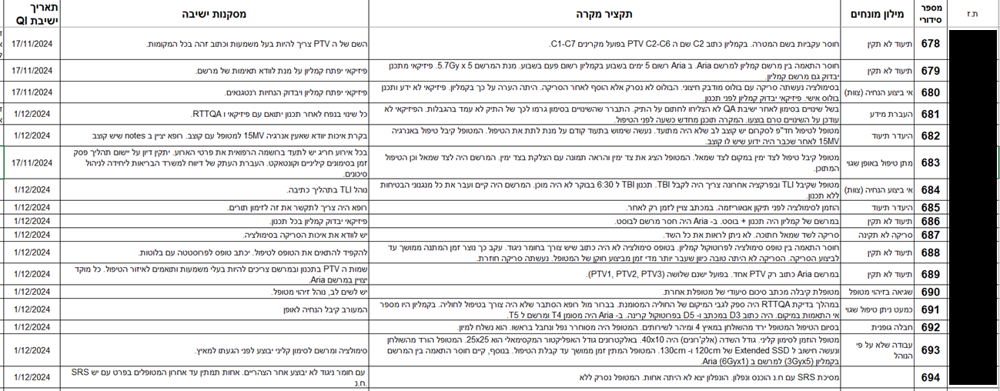 ת.ז מספר סידורי מילון מונחים תקציר מקרה מסקנות ישיבה תאריך ישיבת QI
678 תיעוד לא תקין חוסר עקביות בשם המטרה. בקמליון כתוב C2 שם ה PTV C2-C6 בפועל מקרינים C1-C7. השם של ה PTV צריך להיות בעל משמעות וכתוב זהה בכל המקומות. 17/11/2024
679 תיעוד לא תקין חוסר התאמה בין מרשם קמליון למרשם Aria. ב Aria רשום 5 ימים בשבוע בקמליון רשום פעם בשבוע. מנת המרשם 5.7Gy x 5. פיזיקאי מתכנן
יבדוק גם מרשם קמליון. פיזיקאי יפתח קמליון על מנת לוודא תאימות של מרשם. 17/11/2024
680 אי ביצוע הנחיה (צוות) בסימולציה נעשתה סריקה עם בולוס מודבק חיצוני. הבולוס לא נסרק אלא הוסף לאחר הסריקה. היתה הערה על כך בקמליון. פיזיקאי לא ידע ותכנן
בולוס אישי. פיזיקאי יבדוק קמליון לפני תכנון. פיזיקאי יפתח קמליון ויבדוק הנחיות רנטגנאים. 17/11/2024
681 העברת מידע בשל שינויים בסימון לאחר ישיבת QA לא הצליחו לחתום על התיק. התברר שהשינויים בסימון גרמו לכך של התיק לא עמד בהגבלות. הפיזיקאי לא
עודכן על השינויים טרם בוצעו. המקרה תוכנן מחדש כשעה לפני הטיפול. כל שינוי בנפח לאחר תכנון יתואם עם פיזיקאי ו RTTQA. 1/12/2024
682 היעדר תיעוד מטופל לטיפול חד"פ לסקרום יש קוצב לב שלא היה מתועד. נעשה שימוש בתעוד קודם על מנת לתת את הטיפול. המטופל קיבל טיפול באנרגיה
15MV לאחר שכבר היה ידוע שיש לו קוצב. בקרת איכות יוודא שאעין אנרגיה 15MV למטופל עם קוצב. רופא יציין ב notes שיש קוצב 1/12/2024
683 מתן טיפול באופן שגוי מטופל קיבל טיפול לצד ימין במקום לצד שמאל. המטופל הציג את צד ימין והראה תמונה עם הצלקת בצד ימין. המרשם היה לצד שמאל וכן הטיפול
המתוכן. בכל אירוע חריג יש לתעד ברושמה הרפואית את פרטי הארוע. יתקין דיון על יישום תהליך פסק
זמן בסימונים קיליניים וקונטאקט. העברת העתק של דיווח למשרד הבריאות ליחידה לניהול
סיכונים. 17/11/2024
684 אי ביצוע הנחיה (צוות) מטופל שקיבל TLI ובפרקציה אחרונה צריך היה לקבל TBI. תכנון TBI ל 6:30 בבוקר לא היה מוכן. המרשם היה קיים ועבר את כל מנגנוני הבטיחות
ללא תכנון. נוהל TLI בתהליך כתיבה. 1/12/2024
685 היעדר תיעוד הוזמן לסימולציה לפני תיקון אנאוריזמה. במכתב צויין לזמן רק לאחר. רופא היה צריך לתקשר את זה לזימון תורים. 1/12/2024
686 תיעוד לא תקין במרשם של קמליון היה תכנון + בוסט. ב- Aria היה חסר מרשם לבוסט. פיזיקאי יבדוק קמליון בכל תכנון. 1/12/2024
687 סריקה לא תקינה סריקה לשד שמאל חתוכה. לא ניתן לראות את כל השד. יש לוודא את איכות הסריקה בסימולציה. 1/12/2024
688 תיעוד לא תקין חוסר התאמה בין טופס סימולציה לפרוטוקול קמליון. בטופס סימולציה לא היה כתוב שיש צורך בחומר ניגוד. עקב כך נוצר זמן המתנה ממושך עד
לביצוע הסריקה. הסריקה לא היתה טובה כיוון שעבר יותר מדי זמן מביצוע חוקן של המטופל. נעשתה סריקה חוזרת. להקפיד להתאים את הטופס לטיפול. יכתב טופס לפרוסטטה עם בלוטות. 1/12/2024
689 תיעוד לא תקין במרשם Aria כתוב רק PTV אחד. בפועל ישנם שלושה (PTV1, PTV2, PTV3). שמות ה PTV בתכנון ובמרשם צריכים להיות בעלי משמעות ותואמים לאיזור הטיפול. כל מוקד
יצויין במרשם Aria. 1/12/2024
690 שגיאה בזיהוי מטופל מטופלת קיבלה מכתב סיכום סיעודי של מטופלת אחרת. יש לשים לב, נוהל זיהוי מטופל. 1/12/2024
691 כמעט ניתן טיפול שגוי במהלך בדיקת RTTQA היה ספק לגבי המיקום של החוליה המסומנת. בברור מול רופא הסתבר שלא היה צורך בטיפול לחוליה. בקמליון היו מספר
אי התאמות במיקום. היה כתוב D3 במכתב ו- D5 בפרוטוקול קרינה. ב- Aria היה מסומן T4 ומרשם ל T5. המעורב קיבל הנחיה לאופן 1/12/2024
692 חבלה גופנית בסיום הטיפול המטופל ירד מהשולחן במאיץ 4 ומיהר לשירותים. המטופל היה מסוחרר נפל ונחבל בראשו. הוא נשלח למיון. 1/12/2024
693 עבודה שלא על פי
הנוהל מטופל הוזמן לסימון קליני. גודל השדה (אלק'רונים) היה 40x10. באלקטרונים גודל האפליקטור המקסימאלי הוא 25x25. המטופל הורד מהשולחן
ונעשה חישוב ל Extended SSD של 120cm ו- 130cm. המטופל המתין זמן ממושך עד קבלת הטיפול. בנוסף, קיים חוסר התאמה בין המרשם
בקמליון (3Gyx5) למרשם ב Aria (6Gyx1). סימולציה ומרשם לסימון קליני יבוצע לפני הגעתו למאיץ. 1/12/2024
694 מסיכת SRS עם ח.נ הוכנס ונפלון. הונפלון יצא לא היתה אחות. המטופל נסרק ללא עם חומר ניגוד לא יבוצע אחר הצהריים. אחות תמתין עד אחרון המטופלים בפרט עם יש SRS
ח.נ. 1/12/2024